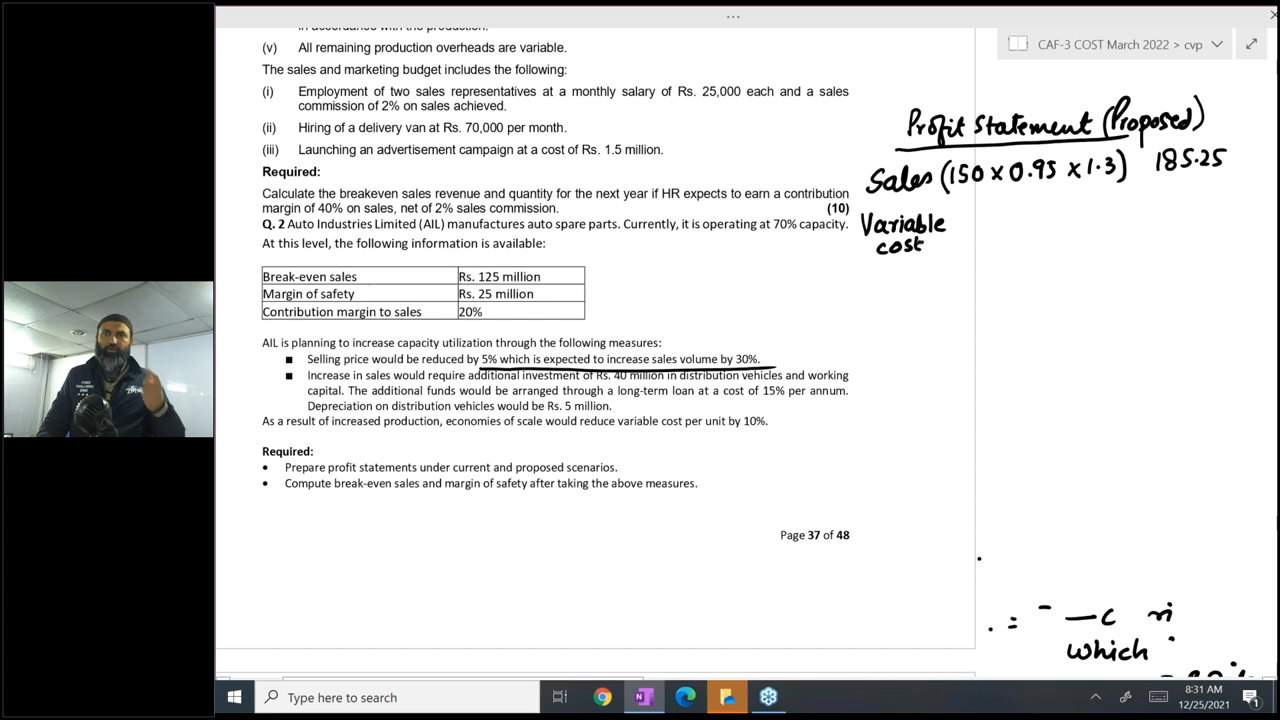 in accordance with the production.
CAF-3 COST March 2022 > cvp
(v) All remaining production overheads are variable.
The sales and marketing budget includes the following:
(i) Employment of two sales representatives at a monthly salary of Rs. 25,000 each and a sales
commission of 2% on sales achieved.
(ii) Hiring of a delivery van at Rs. 70,000 per month.
(iii) Launching an advertisement campaign at a cost of Rs. 1.5 million.
Required:
Calculate the breakeven sales revenue and quantity for the next year if HR expects to earn a contribution
margin of 40% on sales, net of 2% sales commission. (10)
Q. 2 Auto Industries Limited (AIL) manufactures auto spare parts. Currently, it is operating at 70% capacity.
At this level, the following information is available:
Break-even sales Rs. 125 million
Margin of safety Rs. 25 million
Contribution margin to sales 20%
AIL is planning to increase capacity utilization through the following measures:
■ Selling price would be reduced by 5% which is expected to increase sales volume by 30%.
■ Increase in sales would require additional investment of Rs. 40 million in distribution vehicles and working
capital. The additional funds would be arranged through a long-term loan at a cost of 15% per annum.
Depreciation on distribution vehicles would be Rs. 5 million.
As a result of increased production, economies of scale would reduce variable cost per unit by 10%.
Required:
• Prepare profit statements under current and proposed scenarios.
• Compute break-even sales and margin of safety after taking the above measures.
Page 37 of 48
Profit Statement (Proposed)
Sales (150 × 0.95 × 1.3) 185.25
Variable
cost
which
Type here to search
8:31 AM
12/25/2021